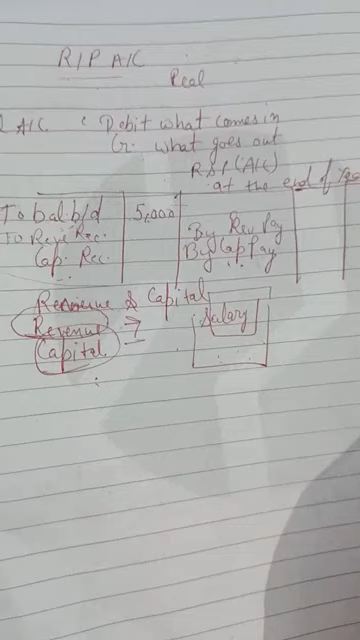 R/P A/C
Real
R A/C : Debit what comes in
Cr. what goes out
R & P (A/C)
at the end of Year
To bal b/d 5,000
By Rev Pay
To Reve Rec.
By Cap Pay
Cap. Rec.
Revenue & Capital
Revenue →
Salary
Capital